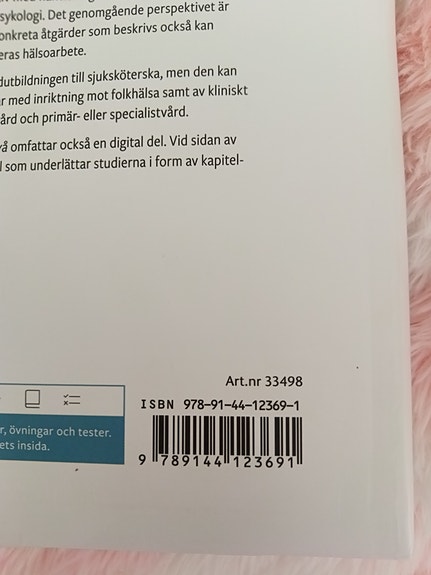 sykologi. Det genomgående perspektivet är
onkreta åtgärder som beskrivs också kan
eras hälsoarbete.
dutbildningen till sjuksköterska, men den kan
r med inriktning mot folkhälsa samt av kliniskt
ård och primär- eller specialistvård.
vå omfattar också en digital del. Vid sidan av
l som underlättar studierna i form av kapitel-
r, övningar och tester.
ets insida.
Art.nr 33498
ISBN 978-91-44-12369-1
9 789144 123691